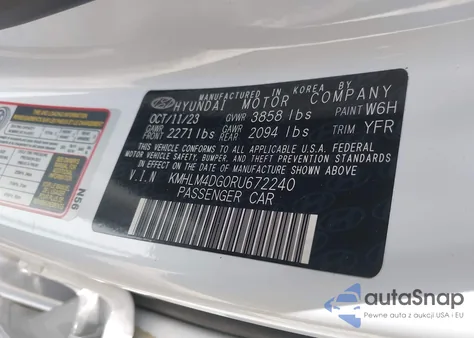 MANUFACTURED IN KOREA BY
HYUNDAI MOTOR COMPANY
OCT/11/23 GVWR 3858 lbs PAINT W6H
GAWR FRONT 2271 lbs GAWR REAR 2094 lbs TRIM YFR
THIS VEHICLE CONFORMS TO ALL APPLICABLE U.S.A. FEDERAL
MOTOR VEHICLE SAFETY, BUMPER, AND THEFT PREVENTION
STANDARDS IN EFFECT ON THE DATE OF MANUFACTURE SHOWN ABOVE
V.I.N KMHLM4DG0RU672240
PASSENGER CAR
N56
autoSnap
Pewne auta z aukcji USA i EU